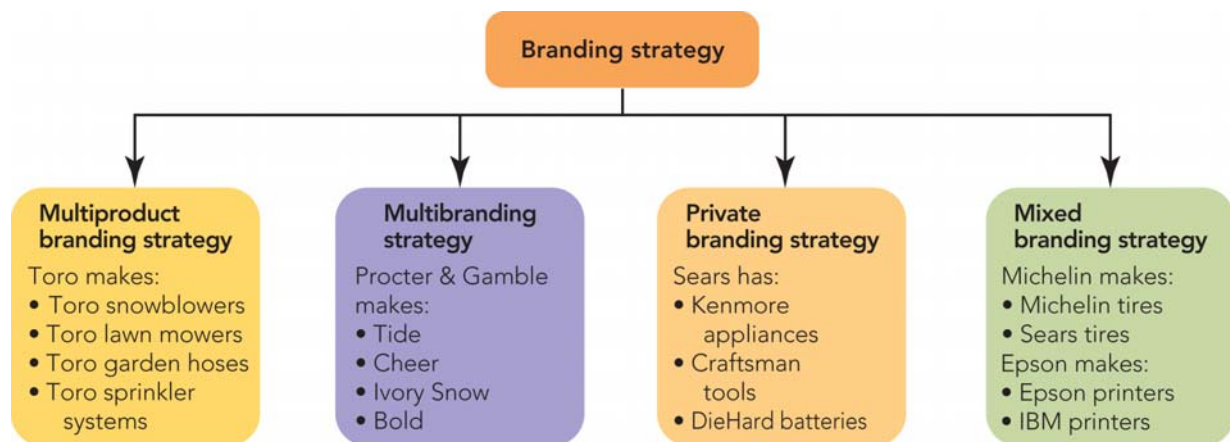 Branding strategy
Multiproduct
branding strategy
Toro makes:
• Toro snowblowers
• Toro lawn mowers
• Toro garden hoses
• Toro sprinkler
systems
Multibranding
strategy
Procter & Gamble
makes:
• Tide
• Cheer
• Ivory Snow
• Bold
Private
branding strategy
Sears has:
• Kenmore
appliances
• Craftsman
tools
• DieHard batteries
Mixed
branding strategy
Michelin makes:
• Michelin tires
• Sears tires
Epson makes:
• Epson printers
• IBM printers